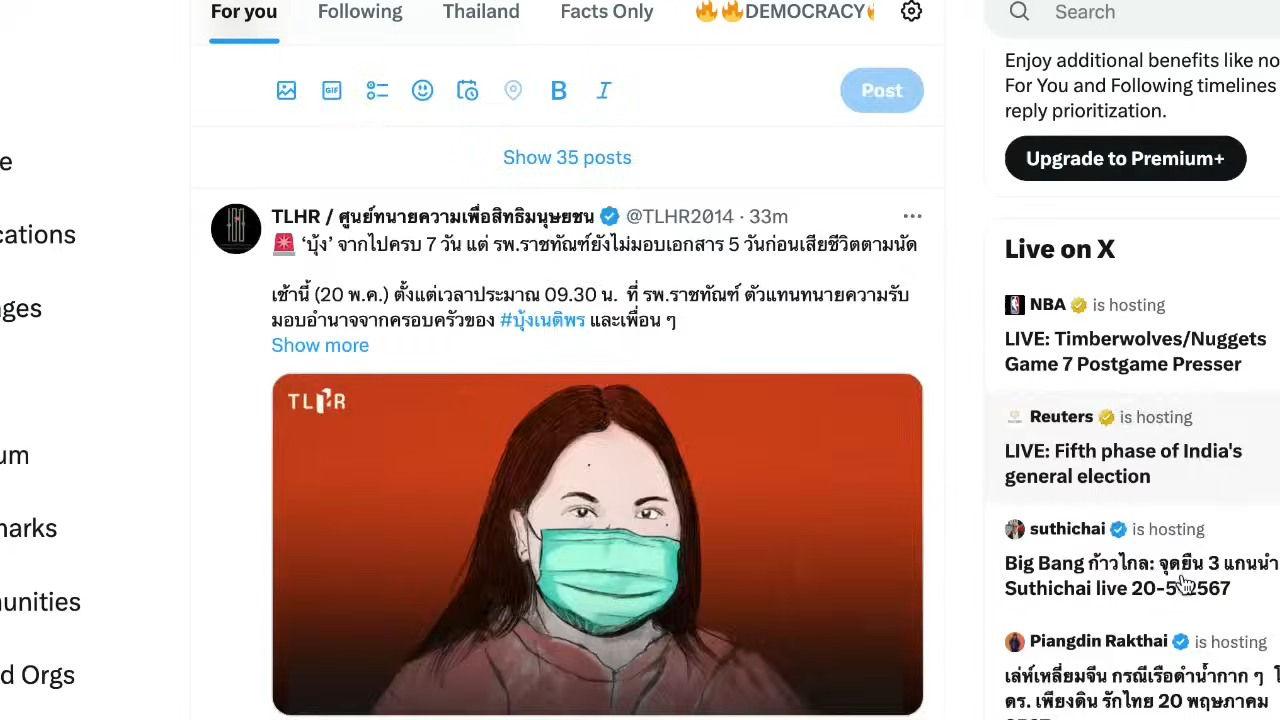 For you Following Thailand Facts Only 🔥🔥DEMOCRACY
Search
GIF B I Post
Show 35 posts
TLHR / ศูนย์ทนายความเพื่อสิทธิมนุษยชน @TLHR2014 · 33m
🚨 ‘บุ้ง’ จากไปครบ 7 วัน แต่ รพ.ราชทัณฑ์ยังไม่มอบเอกสาร 5 วันก่อนเสียชีวิตตามนัด
เช้านี้ (20 พ.ค.) ตั้งแต่เวลาประมาณ 09.30 น. ที่ รพ.ราชทัณฑ์ ตัวแทนทนายความรับ
มอบอำนาจจากครอบครัวของ #บุ้งเนติพร และเพื่อน ๆ
Show more
TLHR
e
cations
ges
um
narks
unities
d Orgs
Enjoy additional benefits like no
For You and Following timelines
reply prioritization.
Upgrade to Premium+
Live on X
NBA is hosting
LIVE: Timberwolves/Nuggets
Game 7 Postgame Presser
Reuters is hosting
LIVE: Fifth phase of India's
general election
suthichai is hosting
Big Bang ก้าวไกล: จุดยืน 3 แกนนำ
Suthichai live 20-5-2567
Piangdin Rakthai is hosting
เล่ห์เหลี่ยมจีน กรณีเรือดำน้ำกาก ๆ
ดร. เพียงดิน รักไทย 20 พฤษภาคม